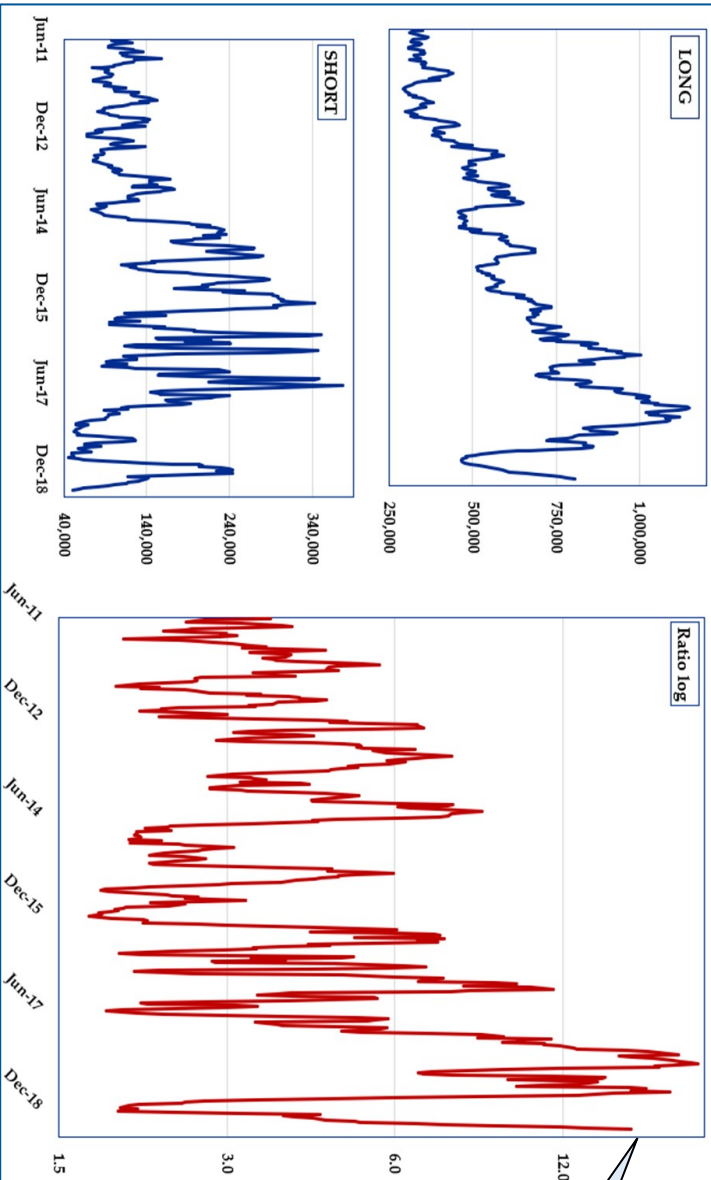 LONG
1,000,000
750,000
500,000
250,000
SHORT
340,000
240,000
140,000
40,000
Jun-11
Dec-12
Jun-14
Dec-15
Jun-17
Dec-18
Ratio log
12.0
6.0
3.0
1.5
Jun-11
Dec-12
Jun-14
Dec-15
Jun-17
Dec-18